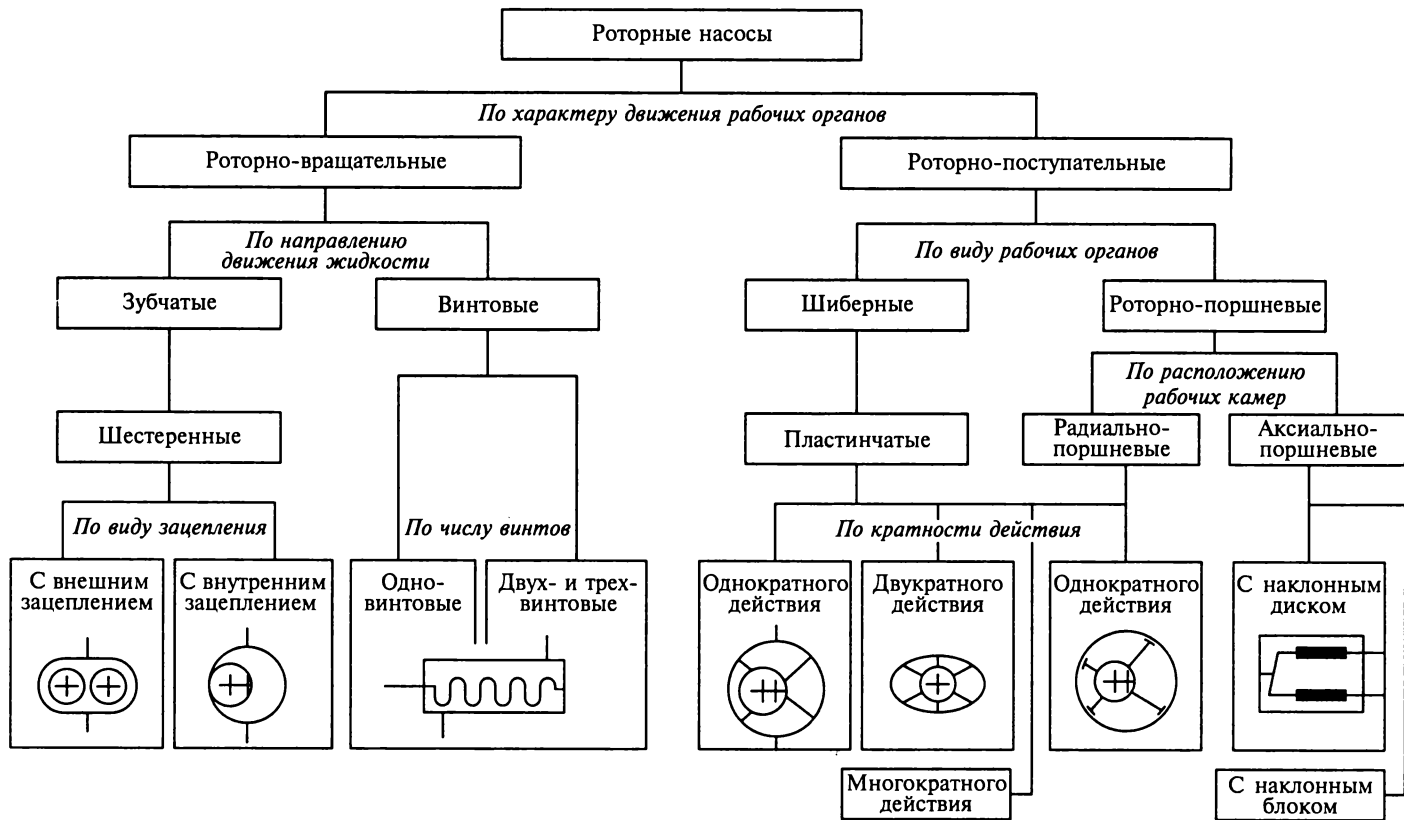 Роторные насосы
По характеру движения рабочих органов
Роторно-вращательные
Роторно-поступательные
По направлению
движения жидкости
По виду рабочих органов
Зубчатые
Винтовые
Шиберные
Роторно-поршневые
По расположению
рабочих камер
Шестеренные
Пластинчатые
Радиально-
поршневые
Аксиально-
поршневые
По виду зацепления
По числу винтов
По кратности действия
С внешним
зацеплением
С внутренним
зацеплением
Одно-
винтовые
Двух- и трех-
винтовые
Однократного
действия
Двукратного
действия
Однократного
действия
С наклонным
диском
Многократного
действия
С наклонным
блоком